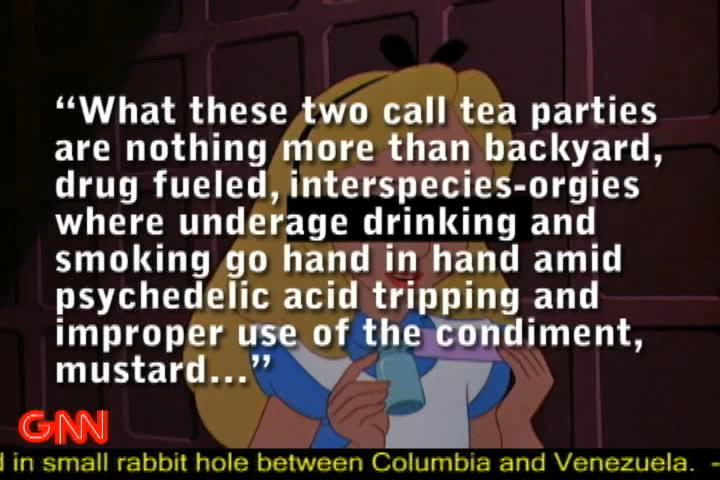 “What these two call tea parties
are nothing more than backyard,
drug fueled, interspecies-orgies
where underage drinking and
smoking go hand in hand amid
psychedelic acid tripping and
improper use of the condiment,
mustard...”
GNN
d in small rabbit hole between Columbia and Venezuela. -